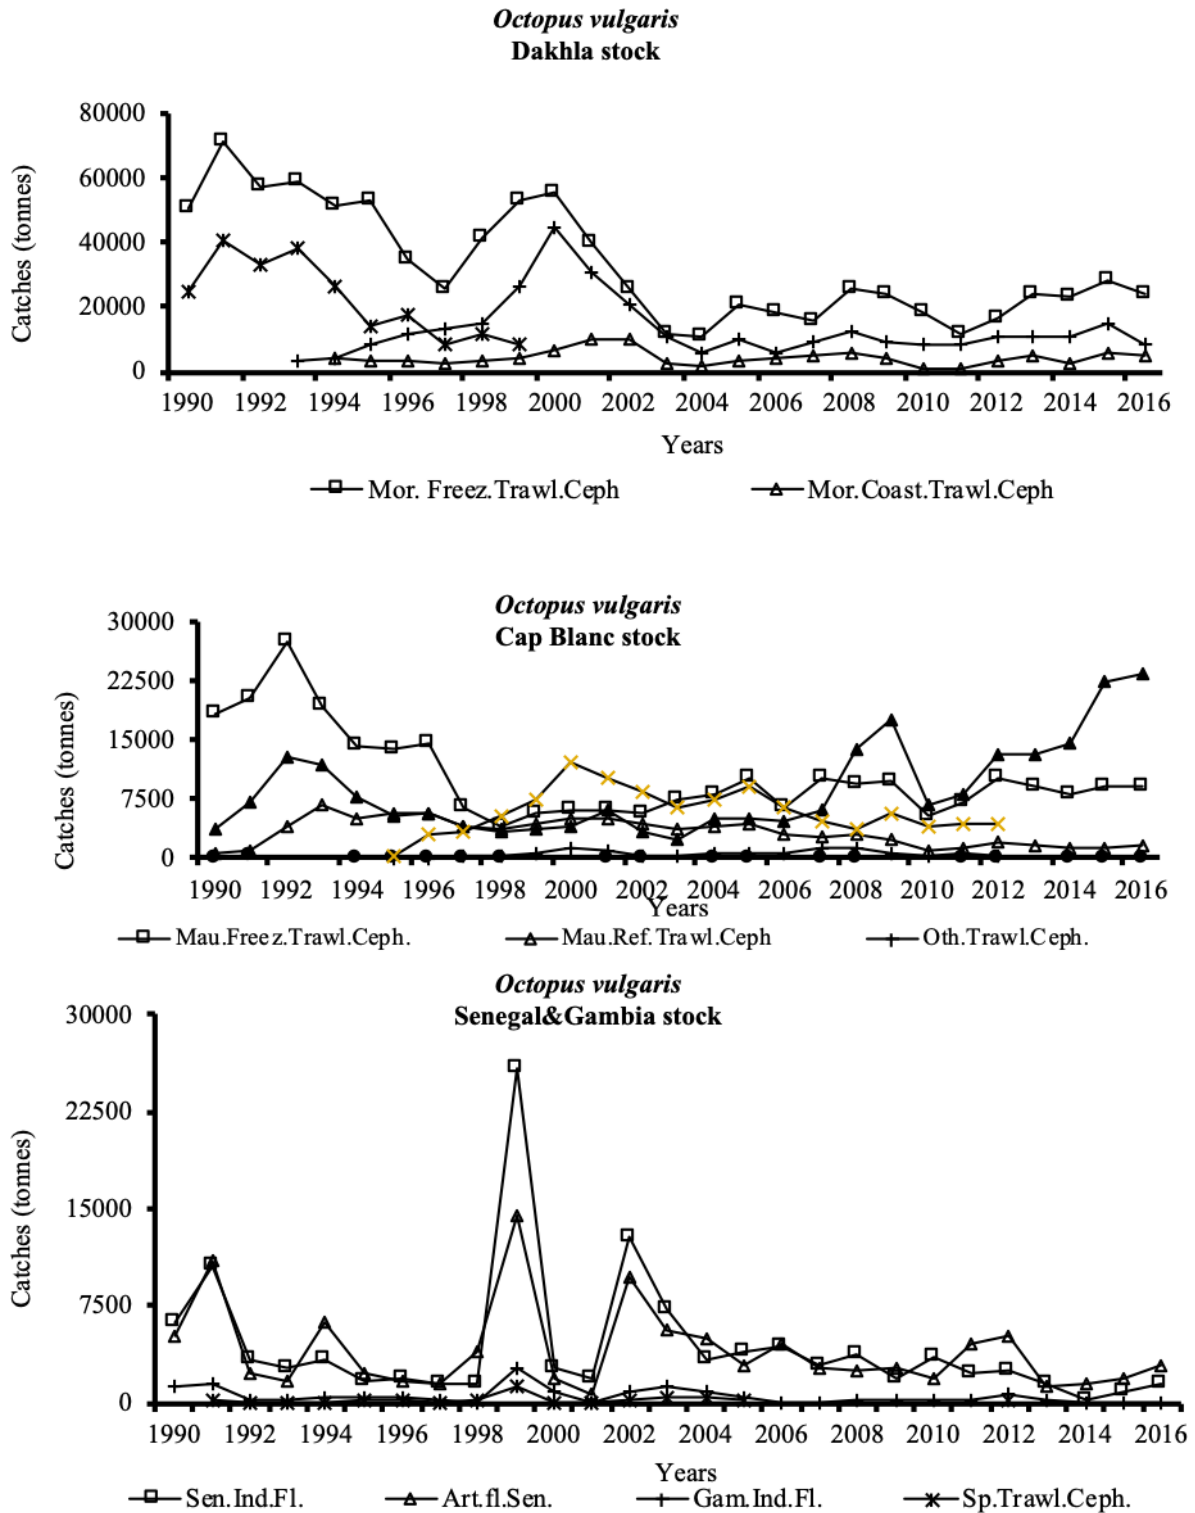 Octopus vulgaris
Dakhla stock
80000
60000
40000
20000
0
Catches (tonnes)
1990 1992 1994 1996 1998 2000 2002 2004 2006 2008 2010 2012 2014 2016
Years
Mor. Freez.Trawl.Ceph Mor.Coast.Trawl.Ceph
Octopus vulgaris
Cap Blanc stock
30000
22500
15000
7500
0
Catches (tonnes)
1990 1992 1994 1996 1998 2000 2002 2004 2006 2008 2010 2012 2014 2016
Years
Mau.Freez.Trawl.Ceph. Mau.Ref.Trawl.Ceph Oth.Trawl.Ceph.
Octopus vulgaris
Senegal&Gambia stock
30000
22500
15000
7500
0
Catches (tonnes)
1990 1992 1994 1996 1998 2000 2002 2004 2006 2008 2010 2012 2014 2016
Years
Sen.Ind.Fl. Art.fl.Sen. Gam.Ind.Fl. Sp.Trawl.Ceph.